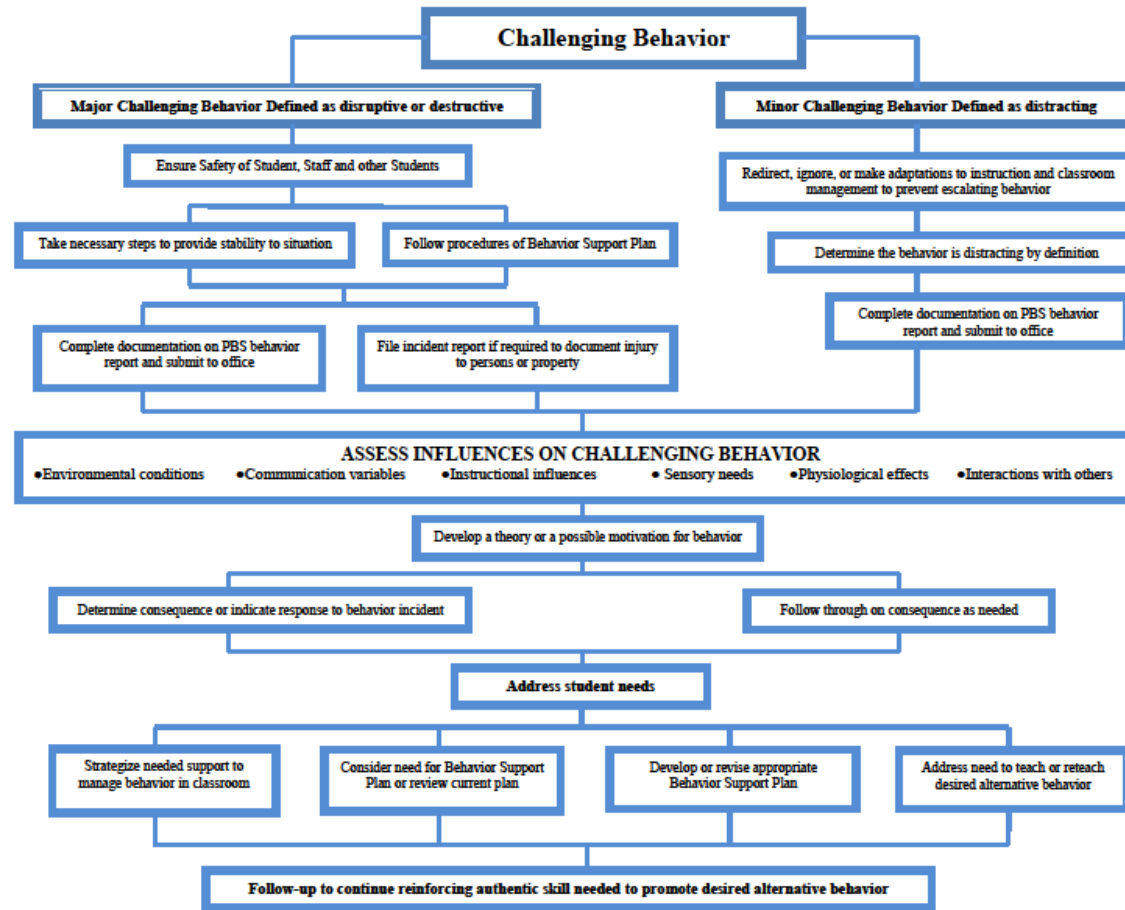 Challenging Behavior
Major Challenging Behavior Defined as disruptive or destructive
Minor Challenging Behavior Defined as distracting
Ensure Safety of Student, Staff and other Students
Redirect, ignore, or make adaptations to instruction and classroom
management to prevent escalating behavior
Take necessary steps to provide stability to situation
Follow procedures of Behavior Support Plan
Determine the behavior is distracting by definition
Complete documentation on PBS behavior
report and submit to office
File incident report if required to document injury
to persons or property
Complete documentation on PBS behavior
report and submit to office
ASSESS INFLUENCES ON CHALLENGING BEHAVIOR
●Environmental conditions ●Communication variables ●Instructional influences ● Sensory needs ●Physiological effects ●Interactions with others
Develop a theory or a possible motivation for behavior
Determine consequence or indicate response to behavior incident
Follow through on consequence as needed
Address student needs
Strategize needed support to
manage behavior in classroom
Consider need for Behavior Support
Plan or review current plan
Develop or revise appropriate
Behavior Support Plan
Address need to teach or reteach
desired alternative behavior
Follow-up to continue reinforcing authentic skill needed to promote desired alternative behavior